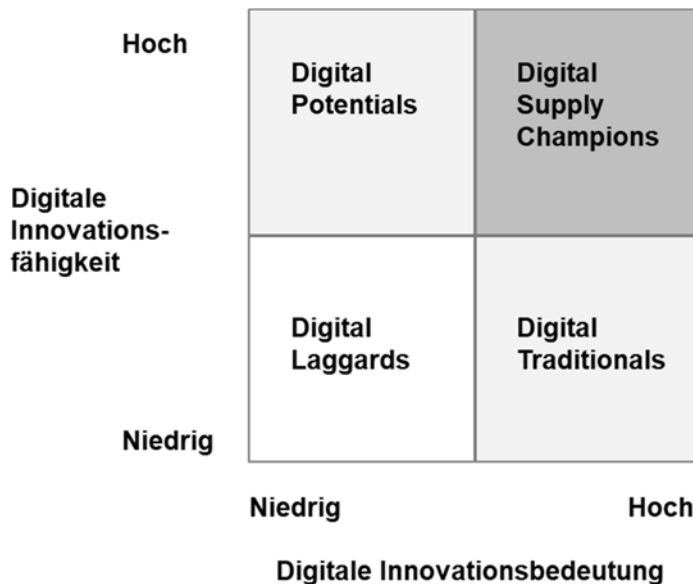 Hoch
Digital
Potentials
Digital
Supply
Champions
Digitale
Innovations-
fähigkeit
Digital
Laggards
Digital
Traditionals
Niedrig
Niedrig
Hoch
Digitale Innovationsbedeutung